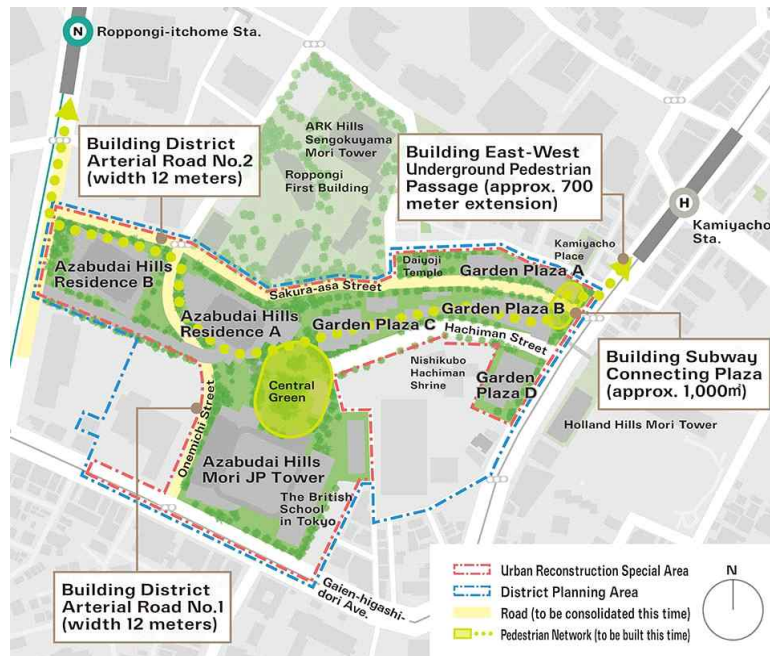 N
Roppongi-itchome Sta.
Building District
Arterial Road No.2
(width 12 meters)
ARK Hills
Sengokuyama
Mori Tower
Roppongi
First Building
Building East-West
Underground Pedestrian
Passage (approx. 700
meter extension)
H
Kamiyacho
Sta.
Kamiyacho
Place
Azabudai Hills
Residence B
Daiyoji
Temple
Garden Plaza A
Sakura-asa Street
Azabudai Hills
Residence A
Garden Plaza C
Garden Plaza B
Hachiman Street
Building Subway
Connecting Plaza
(approx. 1,000㎡)
Nishikubo
Hachiman
Shrine
Garden
Plaza D
Central
Green
Onemichi Street
Holland Hills Mori Tower
Azabudai Hills
Mori JP Tower
The British
School
in Tokyo
Building District
Arterial Road No.1
(width 12 meters)
Gaien-higashi-
dori Ave.
Urban Reconstruction Special Area
District Planning Area
Road (to be consolidated this time)
Pedestrian Network (to be built this time)
N